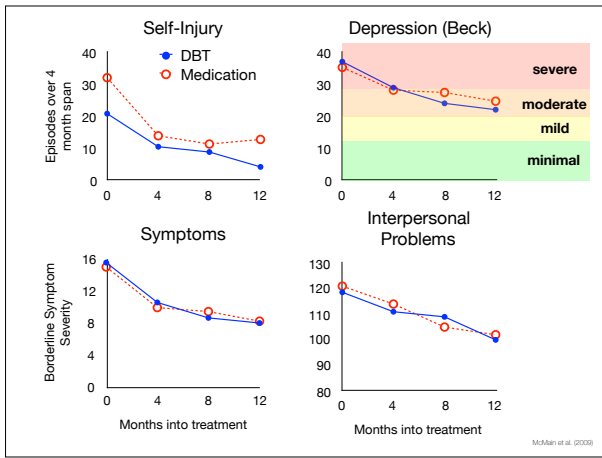 Self-Injury
DBT
Medication
Episodes over 4
month span
40
30
20
10
0
0 4 8 12
Depression (Beck)
severe
moderate
mild
minimal
40
30
20
10
0
0 4 8 12
Symptoms
Borderline Symptom
Severity
16
12
8
4
0
0 4 8 12
Months into treatment
Interpersonal
Problems
130
120
110
100
90
80
0 4 8 12
Months into treatment
McMain et al. (2009)